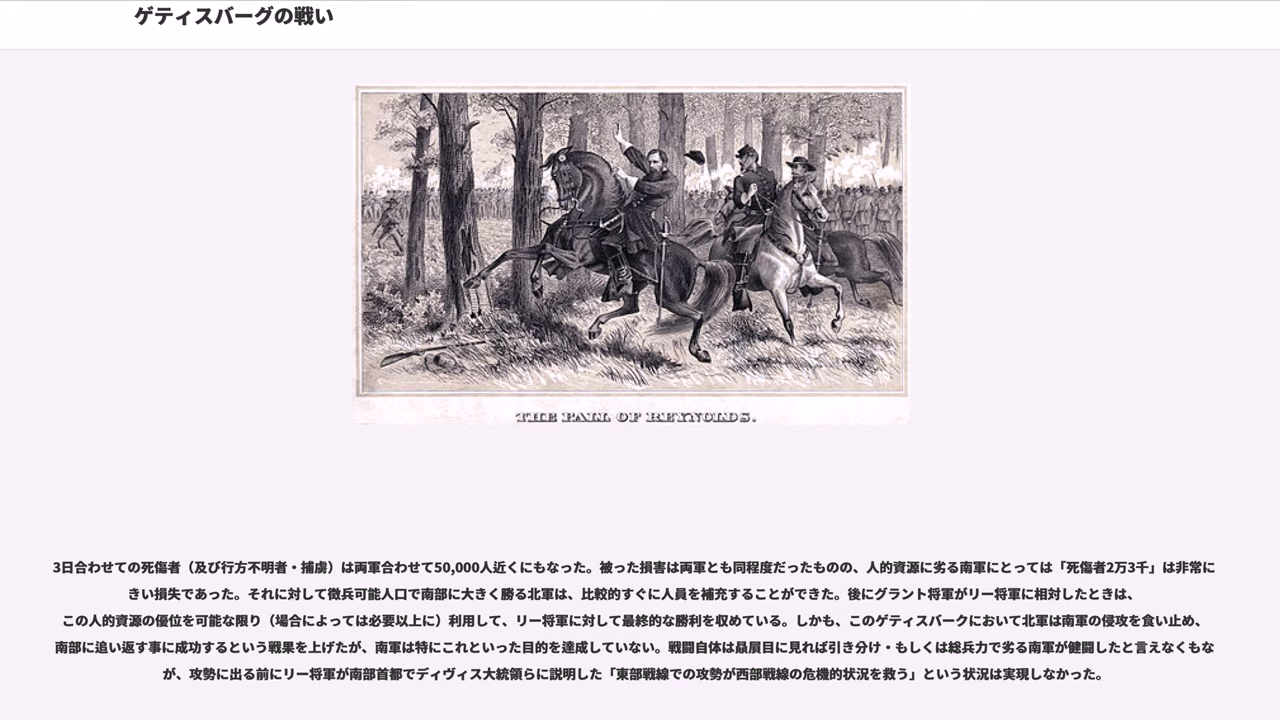 ゲティスバーグの戦い
THE FALL OF REYNOLDS.
3日合わせての死傷者（及び行方不明者・捕虜）は両軍合わせて50,000人近くにもなった。被った損害は両軍とも同程度だったものの、人的資源に劣る南軍にとっては「死傷者2万3千」は非常に
きい損失であった。それに対して徴兵可能人口で南部に大きく勝る北軍は、比較的すぐに人員を補充することができた。後にグラント将軍がリー将軍に相対したときは、
この人的資源の優位を可能な限り（場合によっては必要以上に）利用して、リー将軍に対して最終的な勝利を収めている。しかも、このゲティスバークにおいて北軍は南軍の侵攻を食い止め、
南部に追い返す事に成功するという戦果を上げたが、南軍は特にこれといった目的を達成していない。戦闘自体は贔屓目に見れば引き分け・もしくは総兵力で劣る南軍が健闘したと言えなくもな
が、攻勢に出る前にリー将軍が南部首都でディヴィス大統領らに説明した「東部戦線での攻勢が西部戦線の危機的状況を救う」という状況は実現しなかった。